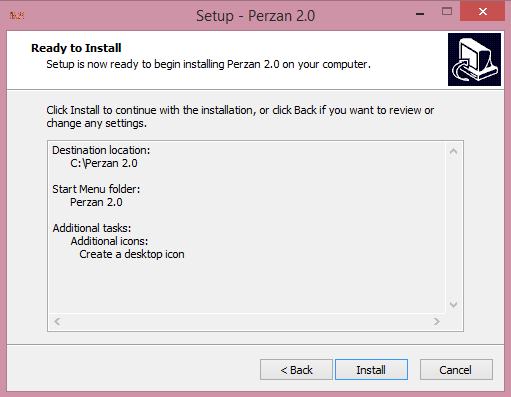 Setup - Perzan 2.0
Ready to Install
Setup is now ready to begin installing Perzan 2.0 on your computer.
Click Install to continue with the installation, or click Back if you want to review or
change any settings.
Destination location:
C:\Perzan 2.0
Start Menu folder:
Perzan 2.0
Additional tasks:
Additional icons:
Create a desktop icon
< Back
Install
Cancel